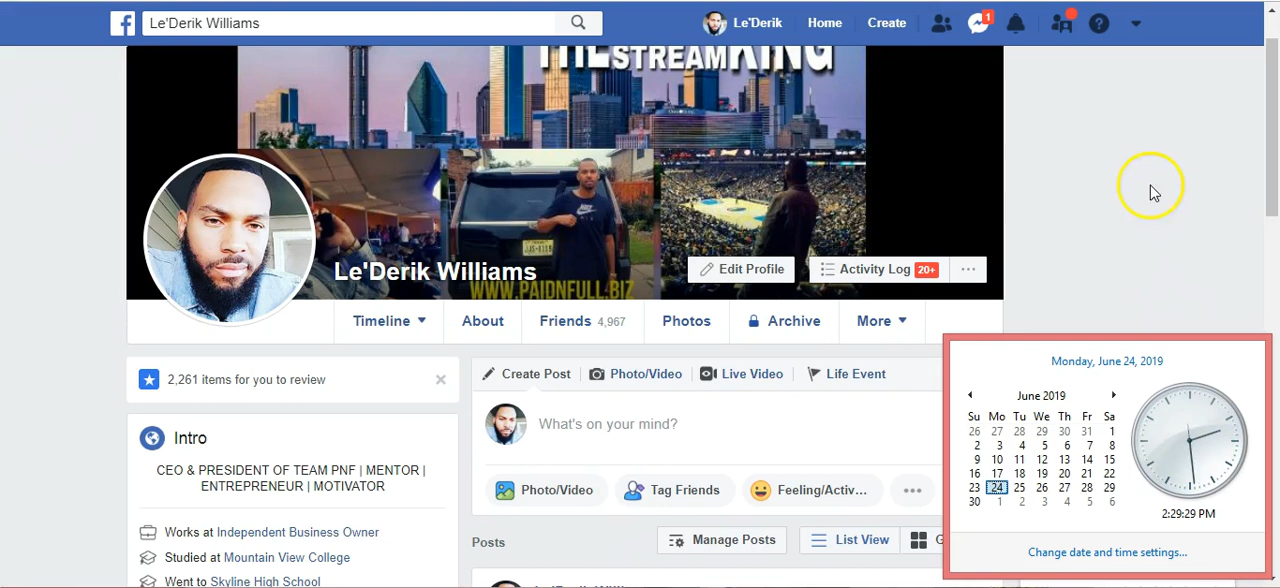 Le'Derik Williams
Le'Derik
Home
Create
1
THE STREAM KING
Le'Derik Williams
WWW.PAIDNFULL.BIZ
Edit Profile
Activity Log 20+
Timeline
About
Friends 4,967
Photos
Archive
More
2,261 items for you to review
Intro
CEO & PRESIDENT OF TEAM PNF | MENTOR |
ENTREPRENEUR | MOTIVATOR
Works at Independent Business Owner
Studied at Mountain View College
Went to Skyline High School
Create Post
Photo/Video
Live Video
Life Event
What's on your mind?
Photo/Video
Tag Friends
Feeling/Activ...
Posts
Manage Posts
List View
G
Monday, June 24, 2019
June 2019
Su Mo Tu We Th Fr Sa
26 27 28 29 30 31 1
2 3 4 5 6 7 8
9 10 11 12 13 14 15
16 17 18 19 20 21 22
23 24 25 26 27 28 29
30 1 2 3 4 5 6
2:29:29 PM
Change date and time settings...